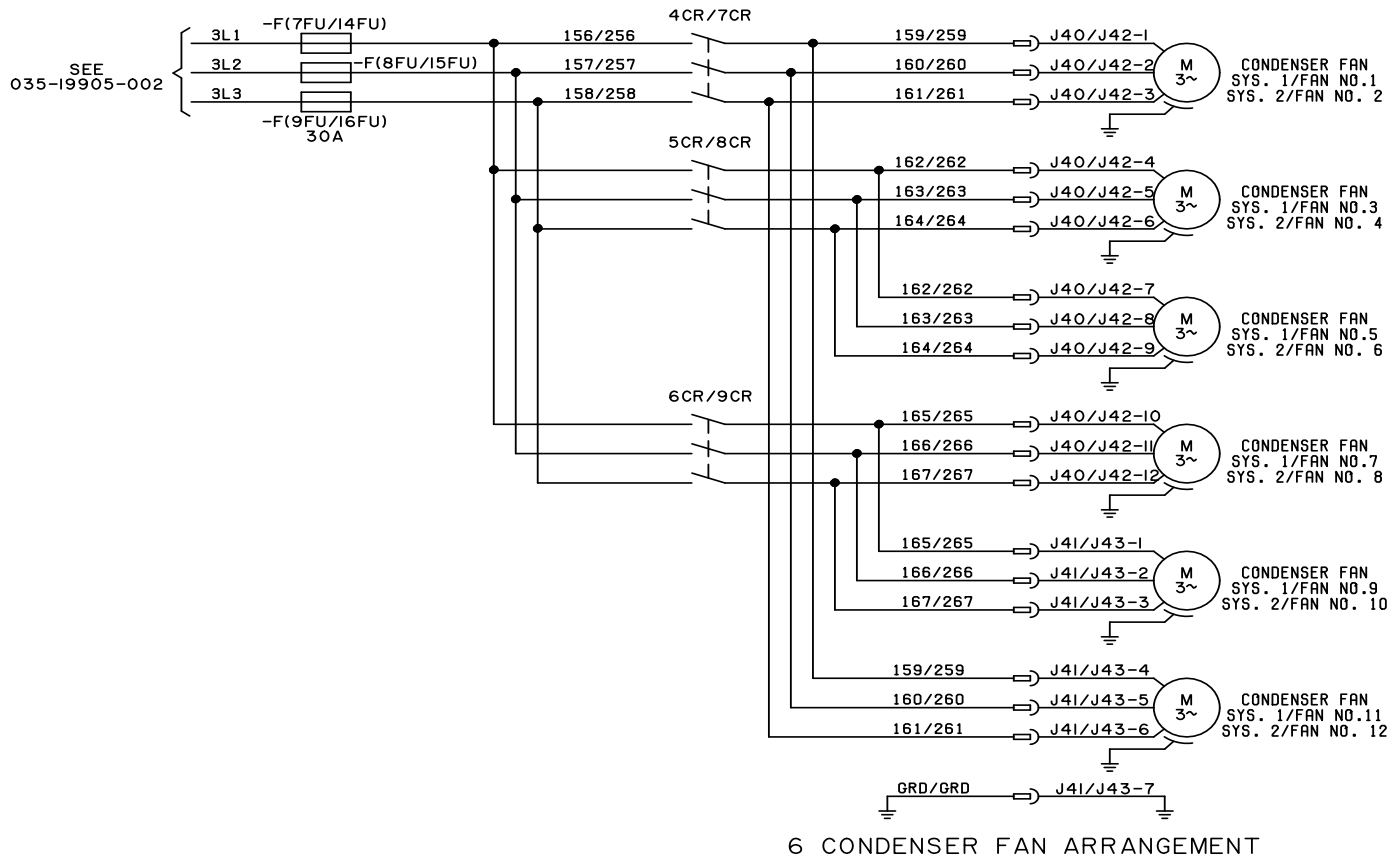 4CR/7CR
-F(7FU/14FU)
3L1
156/256
159/259
J40/J42-1
-F(8FU/15FU)
3L2
157/257
160/260
J40/J42-2
M
3~
CONDENSER FAN
SYS. 1/FAN NO.1
SYS. 2/FAN NO. 2
SEE
035-19905-002
3L3
158/258
161/261
J40/J42-3
-F(9FU/16FU)
30A
5CR/8CR
162/262
J40/J42-4
163/263
J40/J42-5
M
3~
CONDENSER FAN
SYS. 1/FAN NO.3
SYS. 2/FAN NO. 4
164/264
J40/J42-6
162/262
J40/J42-7
163/263
J40/J42-8
M
3~
CONDENSER FAN
SYS. 1/FAN NO.5
SYS. 2/FAN NO. 6
164/264
J40/J42-9
6CR/9CR
165/265
J40/J42-10
166/266
J40/J42-11
M
3~
CONDENSER FAN
SYS. 1/FAN NO.7
SYS. 2/FAN NO. 8
167/267
J40/J42-12
165/265
J41/J43-1
166/266
J41/J43-2
M
3~
CONDENSER FAN
SYS. 1/FAN NO.9
SYS. 2/FAN NO. 10
167/267
J41/J43-3
159/259
J41/J43-4
160/260
J41/J43-5
M
3~
CONDENSER FAN
SYS. 1/FAN NO.11
SYS. 2/FAN NO. 12
161/261
J41/J43-6
GRD/GRD
J41/J43-7
6 CONDENSER FAN ARRANGEMENT